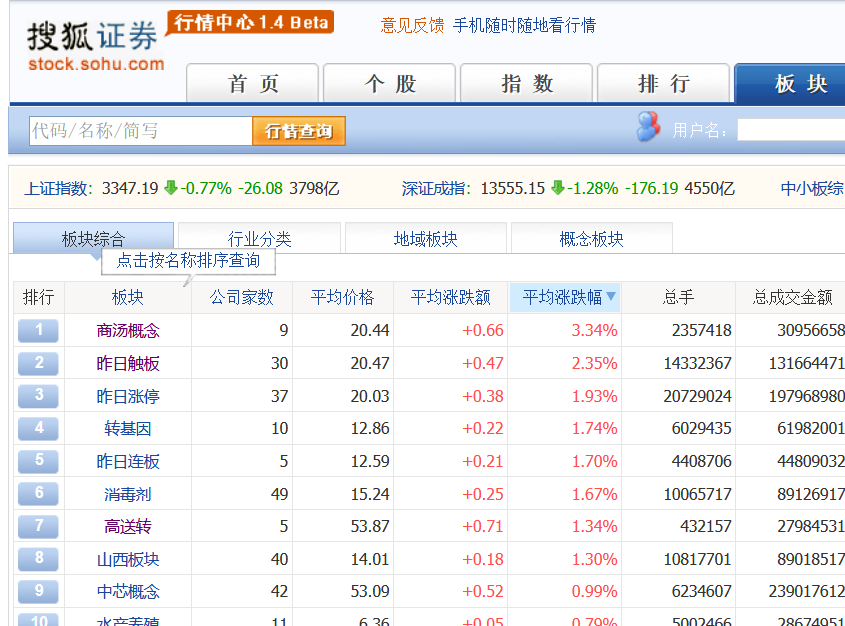 搜狐证券 行情中心1.4 Beta 意见反馈 手机随时随地看行情
stock.sohu.com
首 页 个 股 指 数 排 行 板 块
代码/名称/简写 行情查询 用户名：
上证指数： 3347.19 -0.77% -26.08 3798亿 深证成指： 13555.15 -1.28% -176.19 4550亿 中小板综
板块综合 行业分类 地域板块 概念板块
点击按名称排序查询
排行 板块 公司家数 平均价格 平均涨跌额 平均涨跌幅 总手 总成交金额
1 商汤概念 9 20.44 +0.66 3.34% 2357418 30956658
2 昨日触板 30 20.47 +0.47 2.35% 14332367 131664471
3 昨日涨停 37 20.03 +0.38 1.93% 20729024 197968980
4 转基因 10 12.86 +0.22 1.74% 6029435 61982001
5 昨日连板 5 12.59 +0.21 1.70% 4408706 44809032
6 消毒剂 49 15.24 +0.25 1.67% 10065717 89126917
7 高送转 5 53.87 +0.71 1.34% 432157 27984531
8 山西板块 40 14.01 +0.18 1.30% 10817701 89018517
9 中芯概念 42 53.09 +0.52 0.99% 6234607 239017612
10 水产养殖 11 6.36 +0.05 0.79% 5002466 28674951